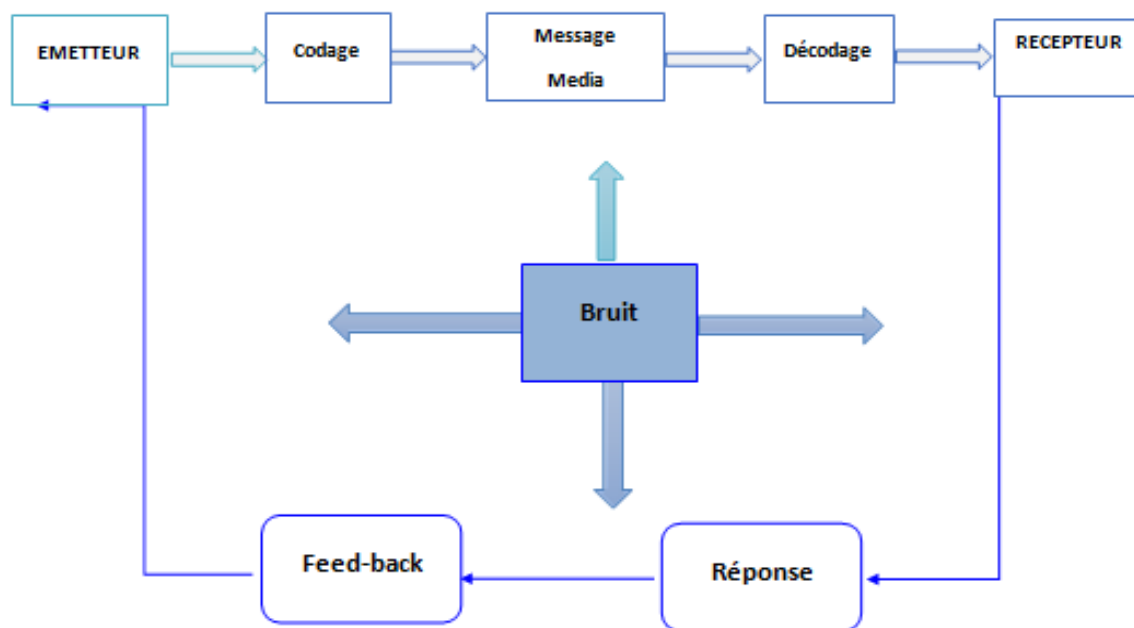 EMETTEUR
Codage
Message
Media
Décodage
RECEPTEUR
Bruit
Feed-back
Réponse